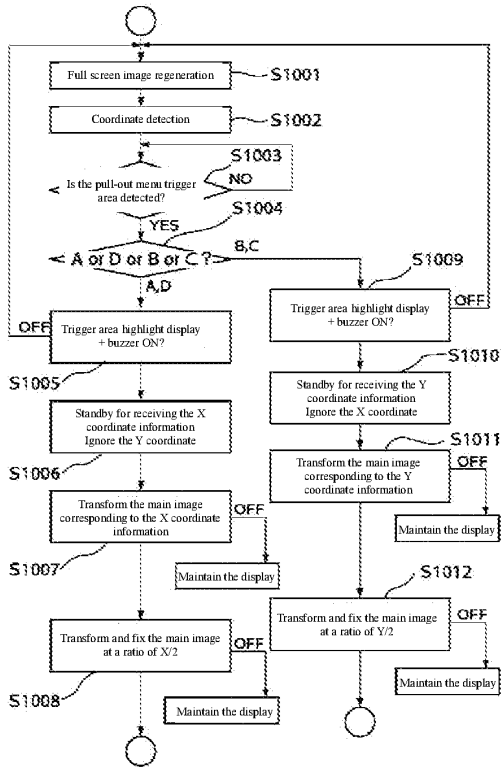 Full screen image regeneration
S1001
Coordinate detection
S1002
S1003
Is the pull-out menu trigger
area detected?
NO
YES
S1004
A or D or B or C ?
B,C
A,D
S1009
OFF
Trigger area highlight display
+ buzzer ON?
OFF
Trigger area highlight display
+ buzzer ON?
S1005
S1010
Standby for receiving the Y
coordinate information
Ignore the X coordinate
Standby for receiving the X
coordinate information
Ignore the Y coordinate
S1006
S1011
Transform the main image
corresponding to the Y
coordinate information
OFF
Maintain the display
Transform the main image
corresponding to the X coordinate
information
OFF
S1007
Maintain the display
S1012
Transform and fix the main image
at a ratio of Y/2
OFF
Maintain the display
Transform and fix the main image
at a ratio of X/2
OFF
S1008
Maintain the display